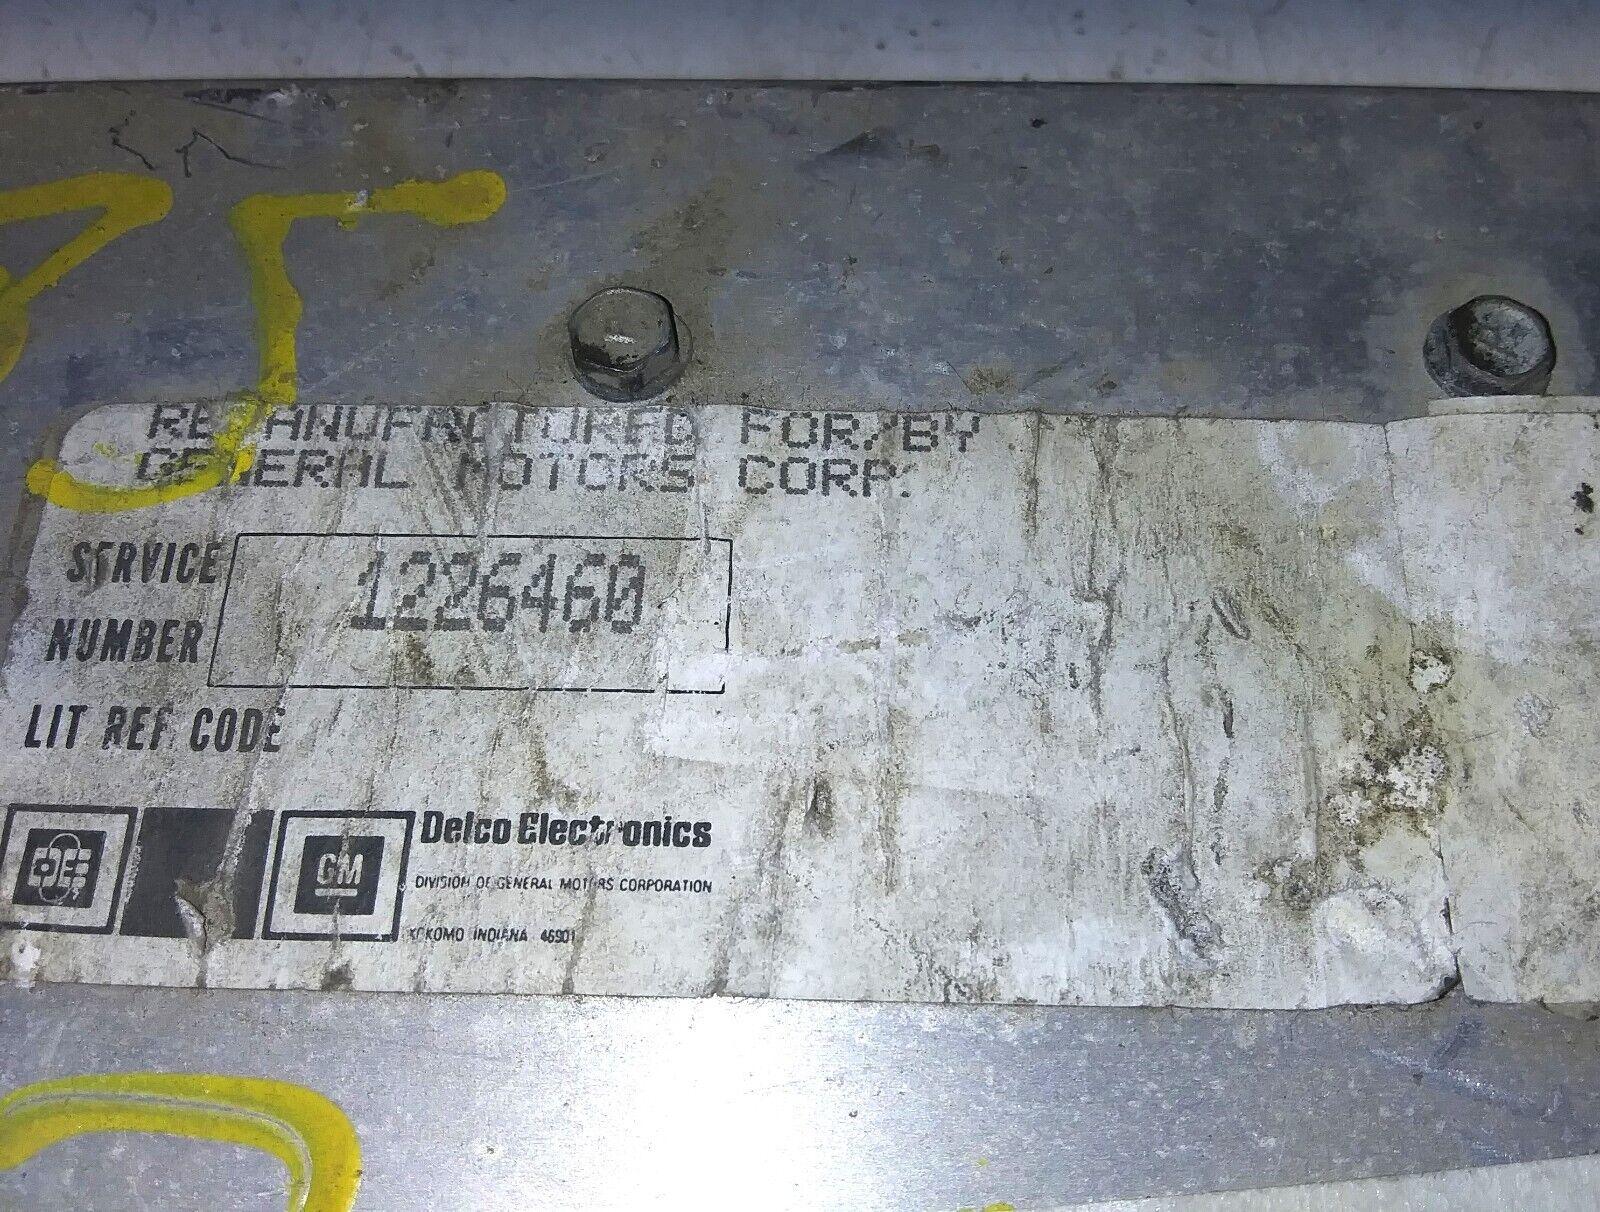 REMANUFACTURED FOR/BY
GENERAL MOTORS CORP.
SERVICE NUMBER 1226460
LIT REF CODE
GM
Delco Electronics
DIVISION OF GENERAL MOTORS CORPORATION
KOKOMO INDIANA 46901